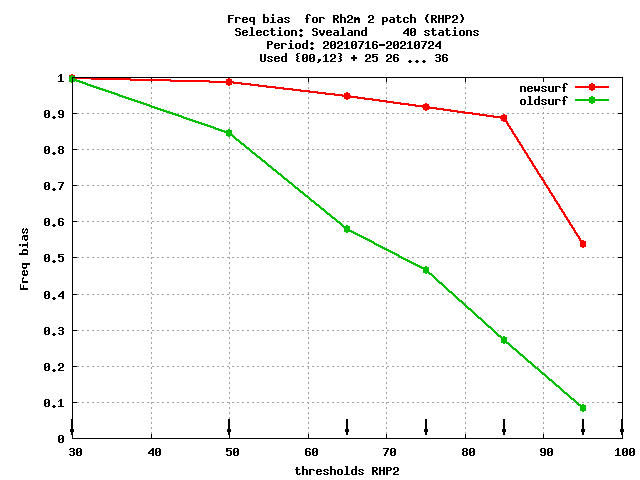 Freq bias  for Rh2m 2 patch (RHP2)
Selection: Svealand     40 stations
Period: 20210716-20210724
Used {00,12} + 25 26 ... 36
newsurf
oldsurf
1
0.9
0.8
0.7
0.6
0.5
0.4
0.3
0.2
0.1
0
Freq bias
30 40 50 60 70 80 90 100
thresholds RHP2